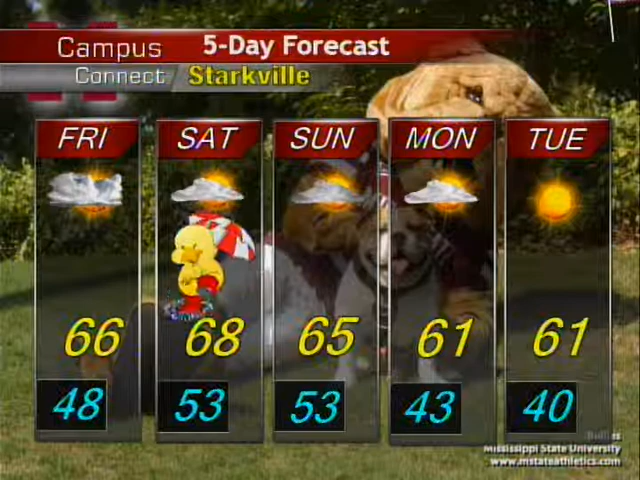 Campus 5-Day Forecast
Connect Starkville
FRI SAT SUN MON TUE
66 68 65 61 61
48 53 53 43 40
Bullies
Mississippi State University
www.mstateathletics.com